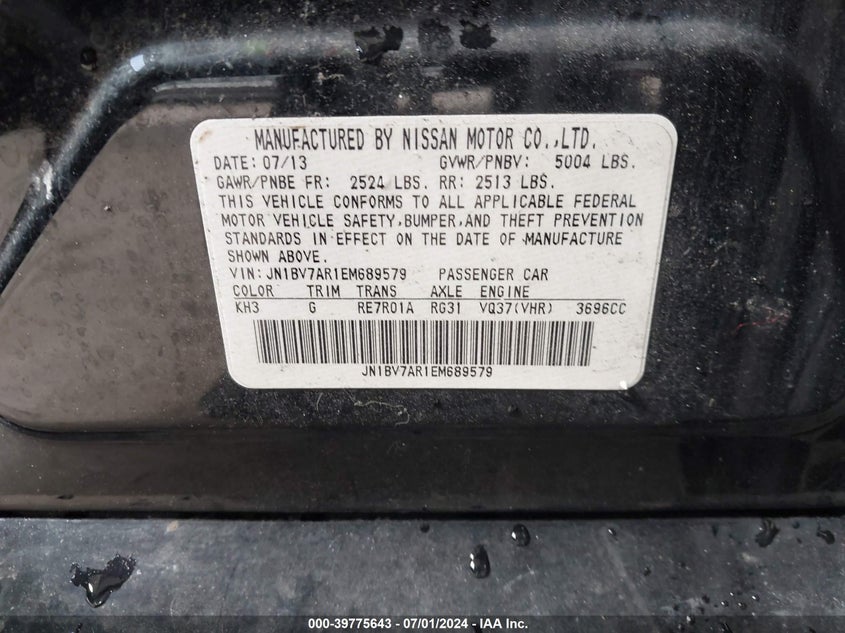 MANUFACTURED BY NISSAN MOTOR CO.,LTD.
DATE: 07/13 GVWR/PNBV: 5004 LBS.
GAWR/PNBE FR: 2524 LBS. RR: 2513 LBS.
THIS VEHICLE CONFORMS TO ALL APPLICABLE FEDERAL
MOTOR VEHICLE SAFETY,BUMPER,AND THEFT PREVENTION
STANDARDS IN EFFECT ON THE DATE OF MANUFACTURE
SHOWN ABOVE.
VIN: JN1BV7AR1EM689579 PASSENGER CAR
COLOR TRIM TRANS AXLE ENGINE
KH3 G RE7R01A RG31 VQ37(VHR) 3696CC
JN1BV7AR1EM689579
000-39775643 / 07/01/2024 - IAA Inc.